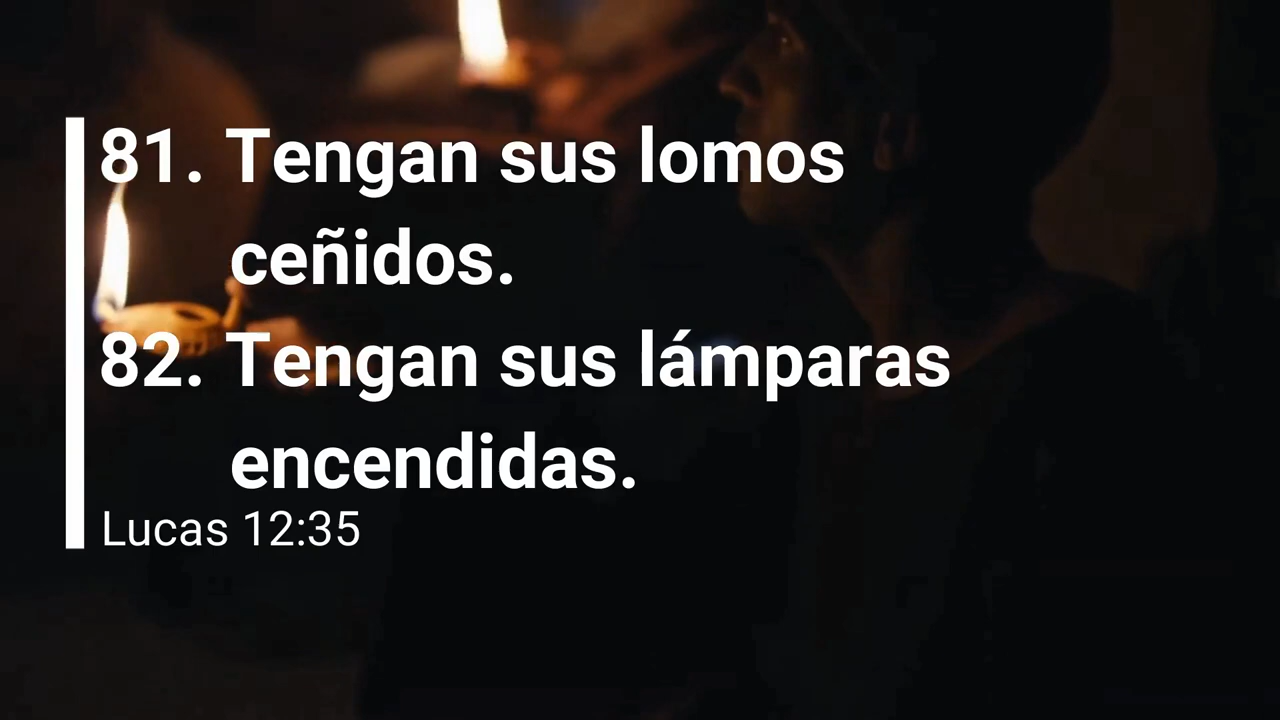 81. Tengan sus lomos
ceñidos.
82. Tengan sus lámparas
encendidas.
Lucas 12:35